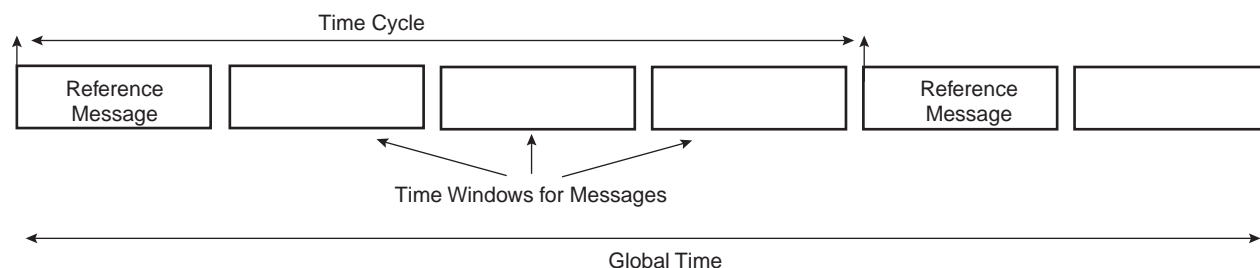 Time Cycle
Reference
Message
Reference
Message
Time Windows for Messages
Global Time